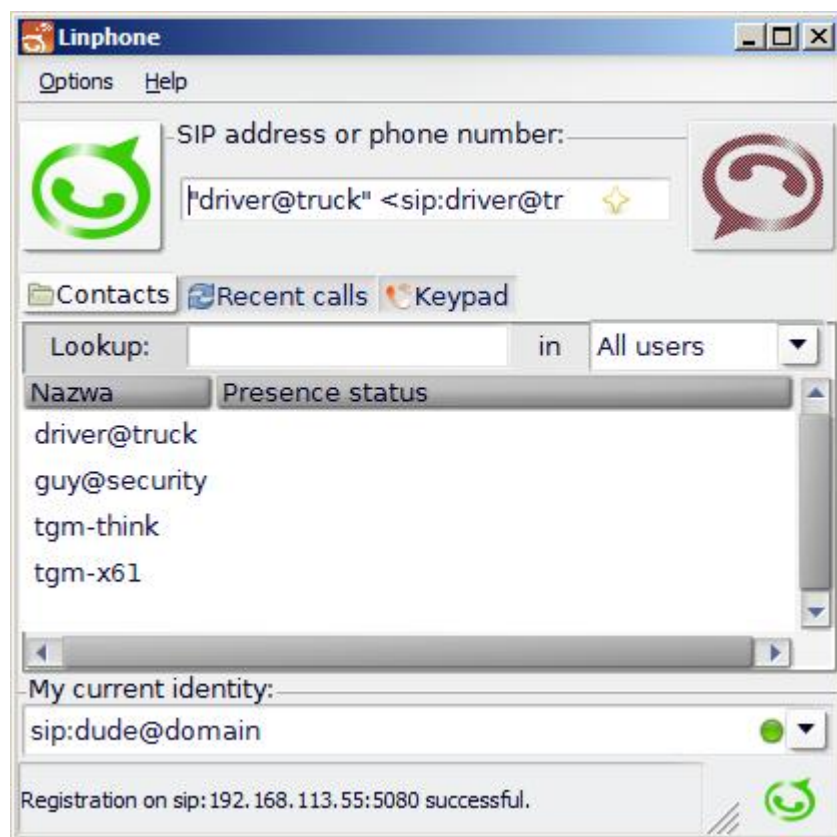 Linphone
Options Help
SIP address or phone number:
"driver@truck" <sip:driver@tr
Contacts Recent calls Keypad
Lookup: in All users
Nazwa Presence status
driver@truck
guy@security
tgm-think
tgm-x61
My current identity:
sip:dude@domain
Registration on sip:192.168.113.55:5080 successful.